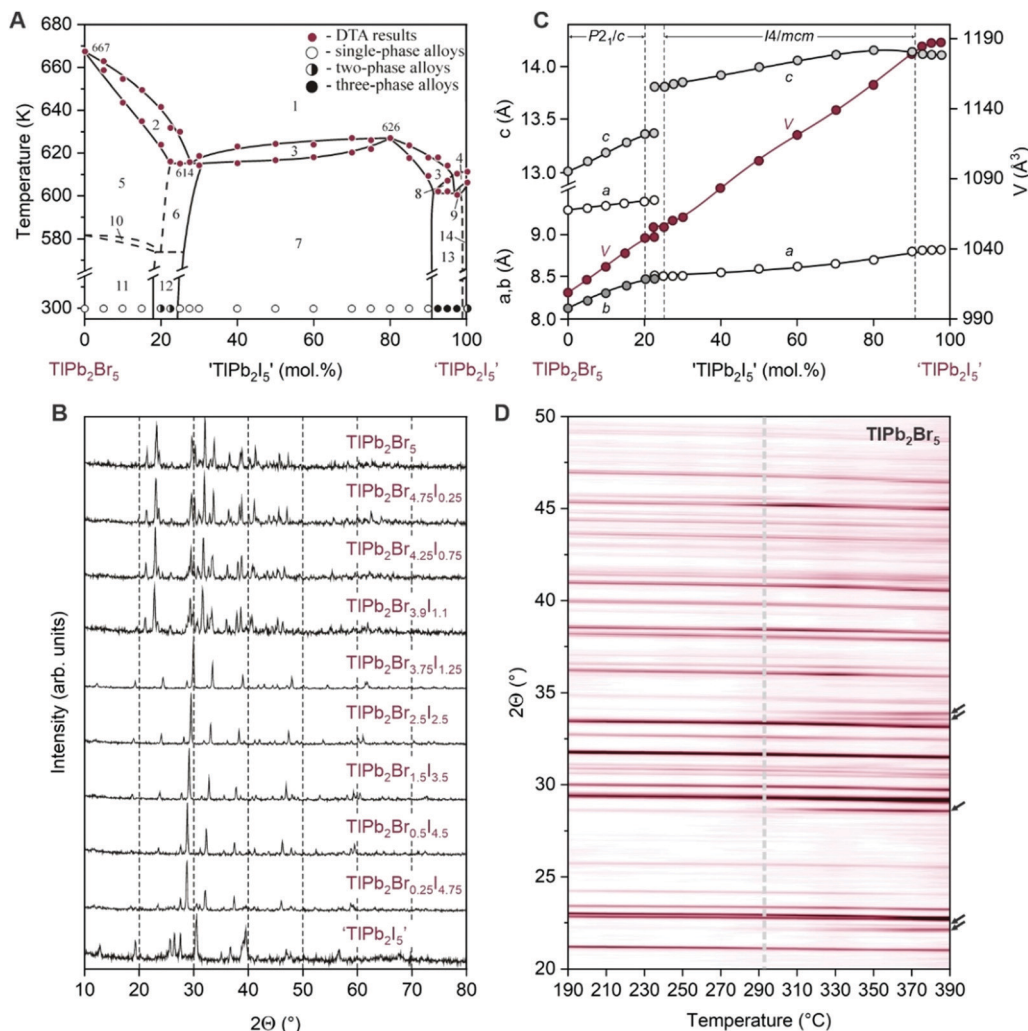 A
680
660
640
620
600
580
300
Temperature (K)
667
- DTA results
- single-phase alloys
- two-phase alloys
- three-phase alloys
1
2
626
3
614
3
4
5
8
9
6
10
7
14
13
11
12
0 20 40 60 80 100
TlPb₂Br₅ 'TlPb₂I₅' (mol.%) 'TlPb₂I₅'
C
P2₁/c
I4/mcm
14.0
13.0
9.0
8.5
8.0
c (Å)
a,b (Å)
1180
1140
1090
1040
990
V (Å³)
c
c
V
a
V
a
b
0 20 40 60 80 100
TlPb₂Br₅ 'TlPb₂I₅' (mol.%) 'TlPb₂I₅'
B
Intensity (arb. units)
TlPb₂Br₅
TlPb₂Br₄.₇₅I₀.₂₅
TlPb₂Br₄.₂₅I₀.₇₅
TlPb₂Br₃.₉I₁.₁
TlPb₂Br₃.₇₅I₁.₂₅
TlPb₂Br₂.₅I₂.₅
TlPb₂Br₁.₅I₃.₅
TlPb₂Br₀.₅I₄.₅
TlPb₂Br₀.₂₅I₄.₇₅
'TlPb₂I₅'
10 20 30 40 50 60 70 80
2Θ (°)
D
TlPb₂Br₅
50
45
40
35
30
25
20
2Θ (°)
190 210 230 250 270 290 310 330 350 370 390
Temperature (°C)